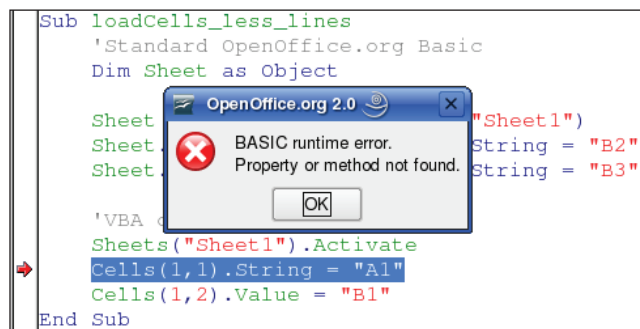 Sub loadCells_less_lines
'Standard OpenOffice.org Basic
Dim Sheet as Object
OpenOffice.org 2.0
Sheet "Sheet1")
Sheet. String = "B2"
Sheet. String = "B3"
BASIC runtime error.
Property or method not found.
OK
'VBA
Sheets("Sheet1").Activate
Cells(1,1).String = "A1"
Cells(1,2).Value = "B1"
End Sub